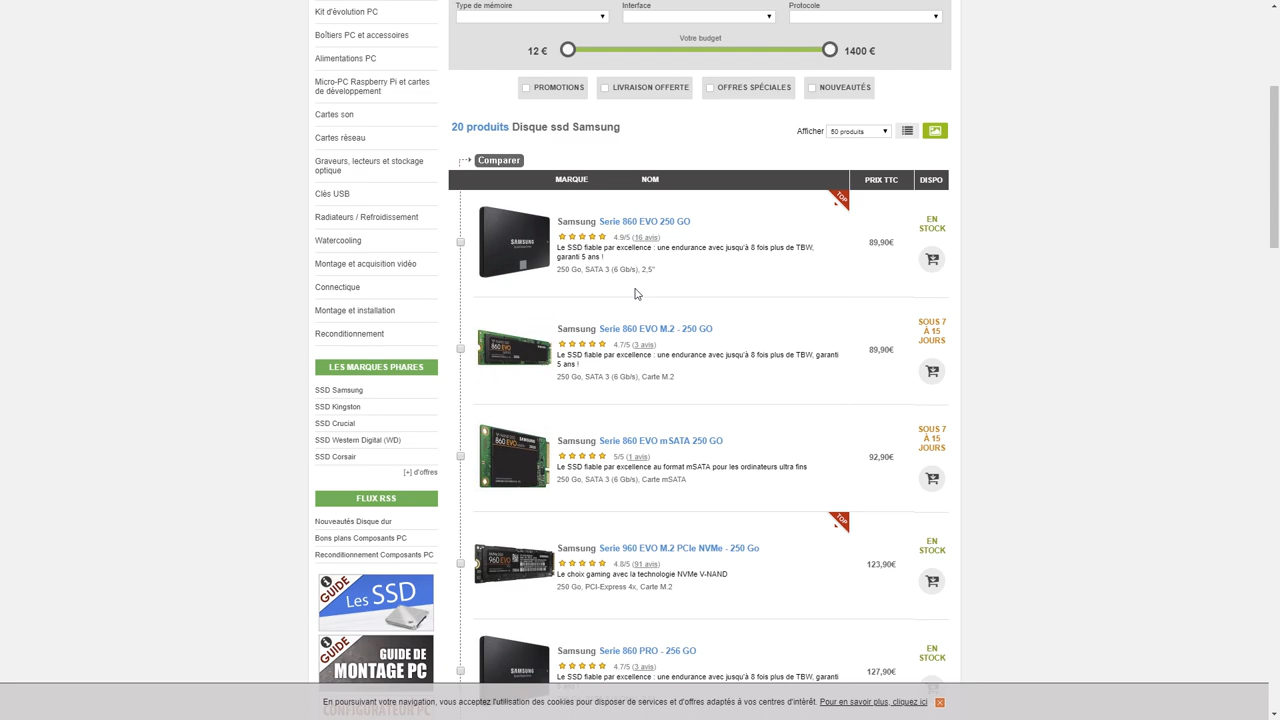 Kit d'évolution PC
Boîtiers PC et accessoires
Alimentations PC
Micro-PC Raspberry Pi et cartes
de développement
Cartes son
Cartes réseau
Graveurs, lecteurs et stockage
optique
Clés USB
Radiateurs / Refroidissement
Watercooling
Montage et acquisition vidéo
Connectique
Montage et installation
Reconditionnement
LES MARQUES PHARES
SSD Samsung
SSD Kingston
SSD Crucial
SSD Western Digital (WD)
SSD Corsair
[+] d'offres
FLUX RSS
Nouveautés Disque dur
Bons plans Composants PC
Reconditionnement Composants PC
GUIDE
Les SSD
GUIDE
GUIDE DE
MONTAGE PC
Type de mémoire
Interface
Protocole
Votre budget
12 €
1400 €
PROMOTIONS
LIVRAISON OFFERTE
OFFRES SPÉCIALES
NOUVEAUTÉS
20 produits Disque ssd Samsung
Afficher
50 produits
Comparer
MARQUE
NOM
PRIX TTC
DISPO
TOP
SAMSUNG
Samsung Serie 860 EVO 250 GO
4.9/5 (16 avis)
Le SSD fiable par excellence : une endurance avec jusqu'à 8 fois plus de TBW,
garanti 5 ans !
250 Go, SATA 3 (6 Gb/s), 2,5"
89,90€
EN
STOCK
860 EVO
Samsung Serie 860 EVO M.2 - 250 GO
4.7/5 (3 avis)
Le SSD fiable par excellence : une endurance avec jusqu'à 8 fois plus de TBW, garanti
5 ans !
250 Go, SATA 3 (6 Gb/s), Carte M.2
89,90€
SOUS 7
À 15
JOURS
860 EVO
SAMSUNG
Samsung Serie 860 EVO mSATA 250 GO
5/5 (1 avis)
Le SSD fiable par excellence au format mSATA pour les ordinateurs ultra fins
250 Go, SATA 3 (6 Gb/s), Carte mSATA
92,90€
SOUS 7
À 15
JOURS
TOP
960 EVO
Samsung Serie 960 EVO M.2 PCIe NVMe - 250 Go
4.8/5 (91 avis)
Le choix gaming avec la technologie NVMe V-NAND
250 Go, PCI-Express 4x, Carte M.2
123,90€
EN
STOCK
SAMSUNG
Samsung Serie 860 PRO - 256 GO
4.7/5 (3 avis)
Le SSD fiable par excellence : une endurance avec jusqu'à 8 fois plus de TBW, garanti
127,90€
EN
STOCK
En poursuivant votre navigation, vous acceptez l'utilisation des cookies pour disposer de services et d'offres adaptés à vos centres d'intérêt. Pour en savoir plus, cliquez ici
CONFIGURATEUR PC